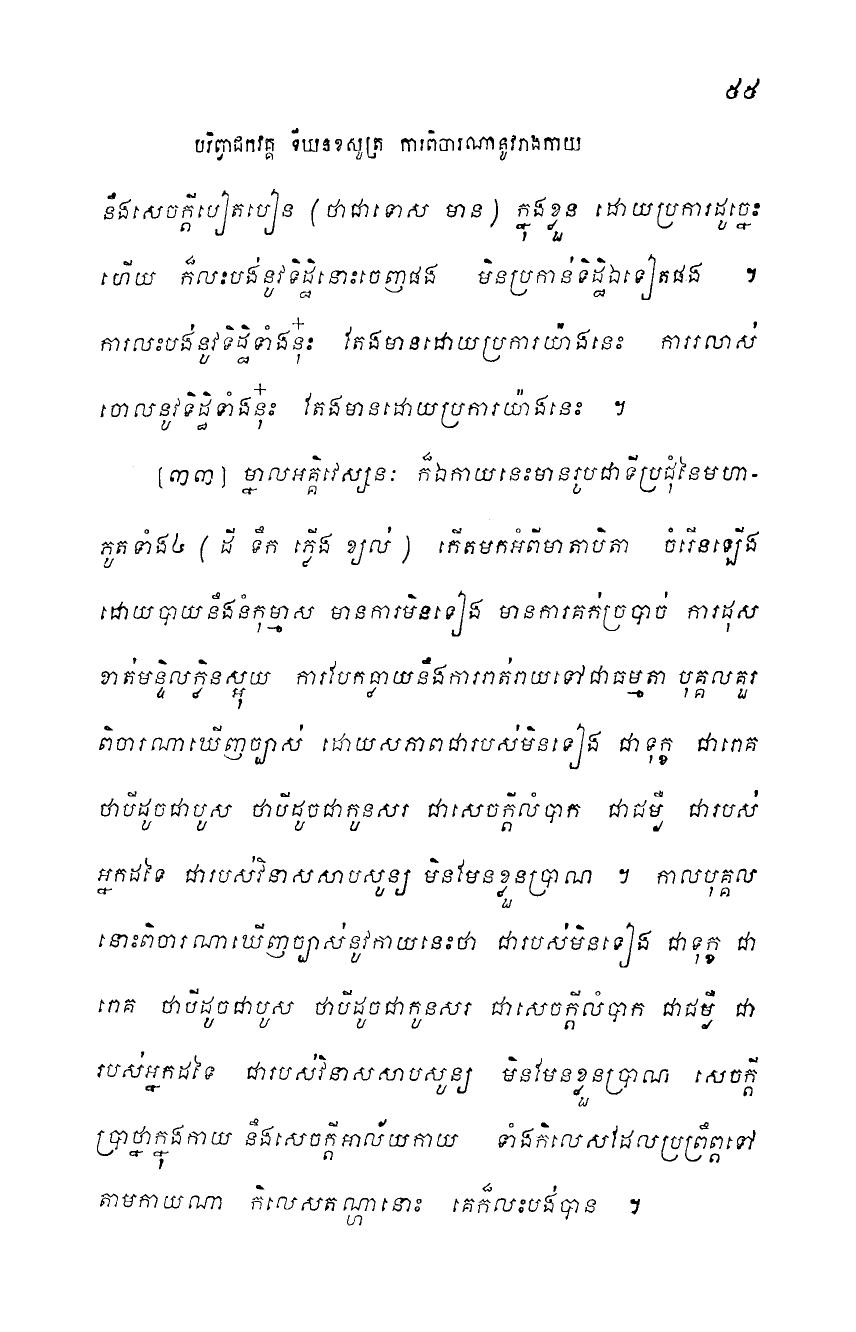 ៥៥
បរិព្វាជកវគ្គ ទីឃនខសូត្រ ការពិចារណានូវរាងកាយ
នឹងសេចក្តីបៀតបៀន (ថាជាទោស មាន) ក្នុងខ្លួន ដោយប្រការដូច្នេះ
ហើយ ក៏លះបង់នូវទិដ្ឋិនោះចេញផង មិនប្រកាន់ទិដ្ឋិឯទៀតផង ។
ការលះបង់នូវទិដ្ឋិទាំងនុ៎ះ តែងមានដោយប្រការយ៉ាងនេះ ការរលាស់
ចោលនូវទិដ្ឋិទាំងនុ៎ះ តែងមានដោយប្រការយ៉ាងនេះ ។
[៣៣] ម្នាលអគ្គិវេស្សនៈ ក៏ឯកាយនេះមានរូបជាទីប្រជុំនៃមហា-
ភូតទាំង៤ ( ដី ទឹក ភ្លើង ខ្យល់ ) កើតមកអំពីមាតាបិតា ចំរើនឡើង
ដោយបាយនឹងនំកុម្មាស មានការមិនទៀង មានការគក់ច្របាច់ ការដុស
ខាត់មន្ទិលក្លិនស្អុយ ការបែកធ្លាយនឹងការរាត់រាយទៅជាធម្មតា បុគ្គលគួរ
ពិចារណាឃើញច្បាស់ ដោយសភាពជារបស់មិនទៀង ជាទុក្ខ ជារោគ
ថាបីដូចជាបូស ថាបីដូចជាកូនសរ ជាសេចក្តីលំបាក ជាជម្ងឺ ជារបស់
អ្នកដទៃ ជារបស់វិនាសសាបសូន្យ មិនមែនខ្លួនប្រាណ ។ កាលបុគ្គល
នោះពិចារណាឃើញច្បាស់នូវកាយនេះថា ជារបស់មិនទៀង ជាទុក្ខ ជា
រោគ ថាបីដូចជាបូស ថាបីដូចជាកូនសរ ជាសេចក្តីលំបាក ជាជម្ងឺ ជា
របស់អ្នកដទៃ ជារបស់វិនាសសាបសូន្យ មិនមែនខ្លួនប្រាណ សេចក្តី
ប្រាថ្នាក្នុងកាយ នឹងសេចក្តីអាល័យកាយ ទាំងកិលេសដែលប្រព្រឹត្តទៅ
តាមកាយណា កិលេសតណ្ហានោះ គេក៏លះបង់បាន ។